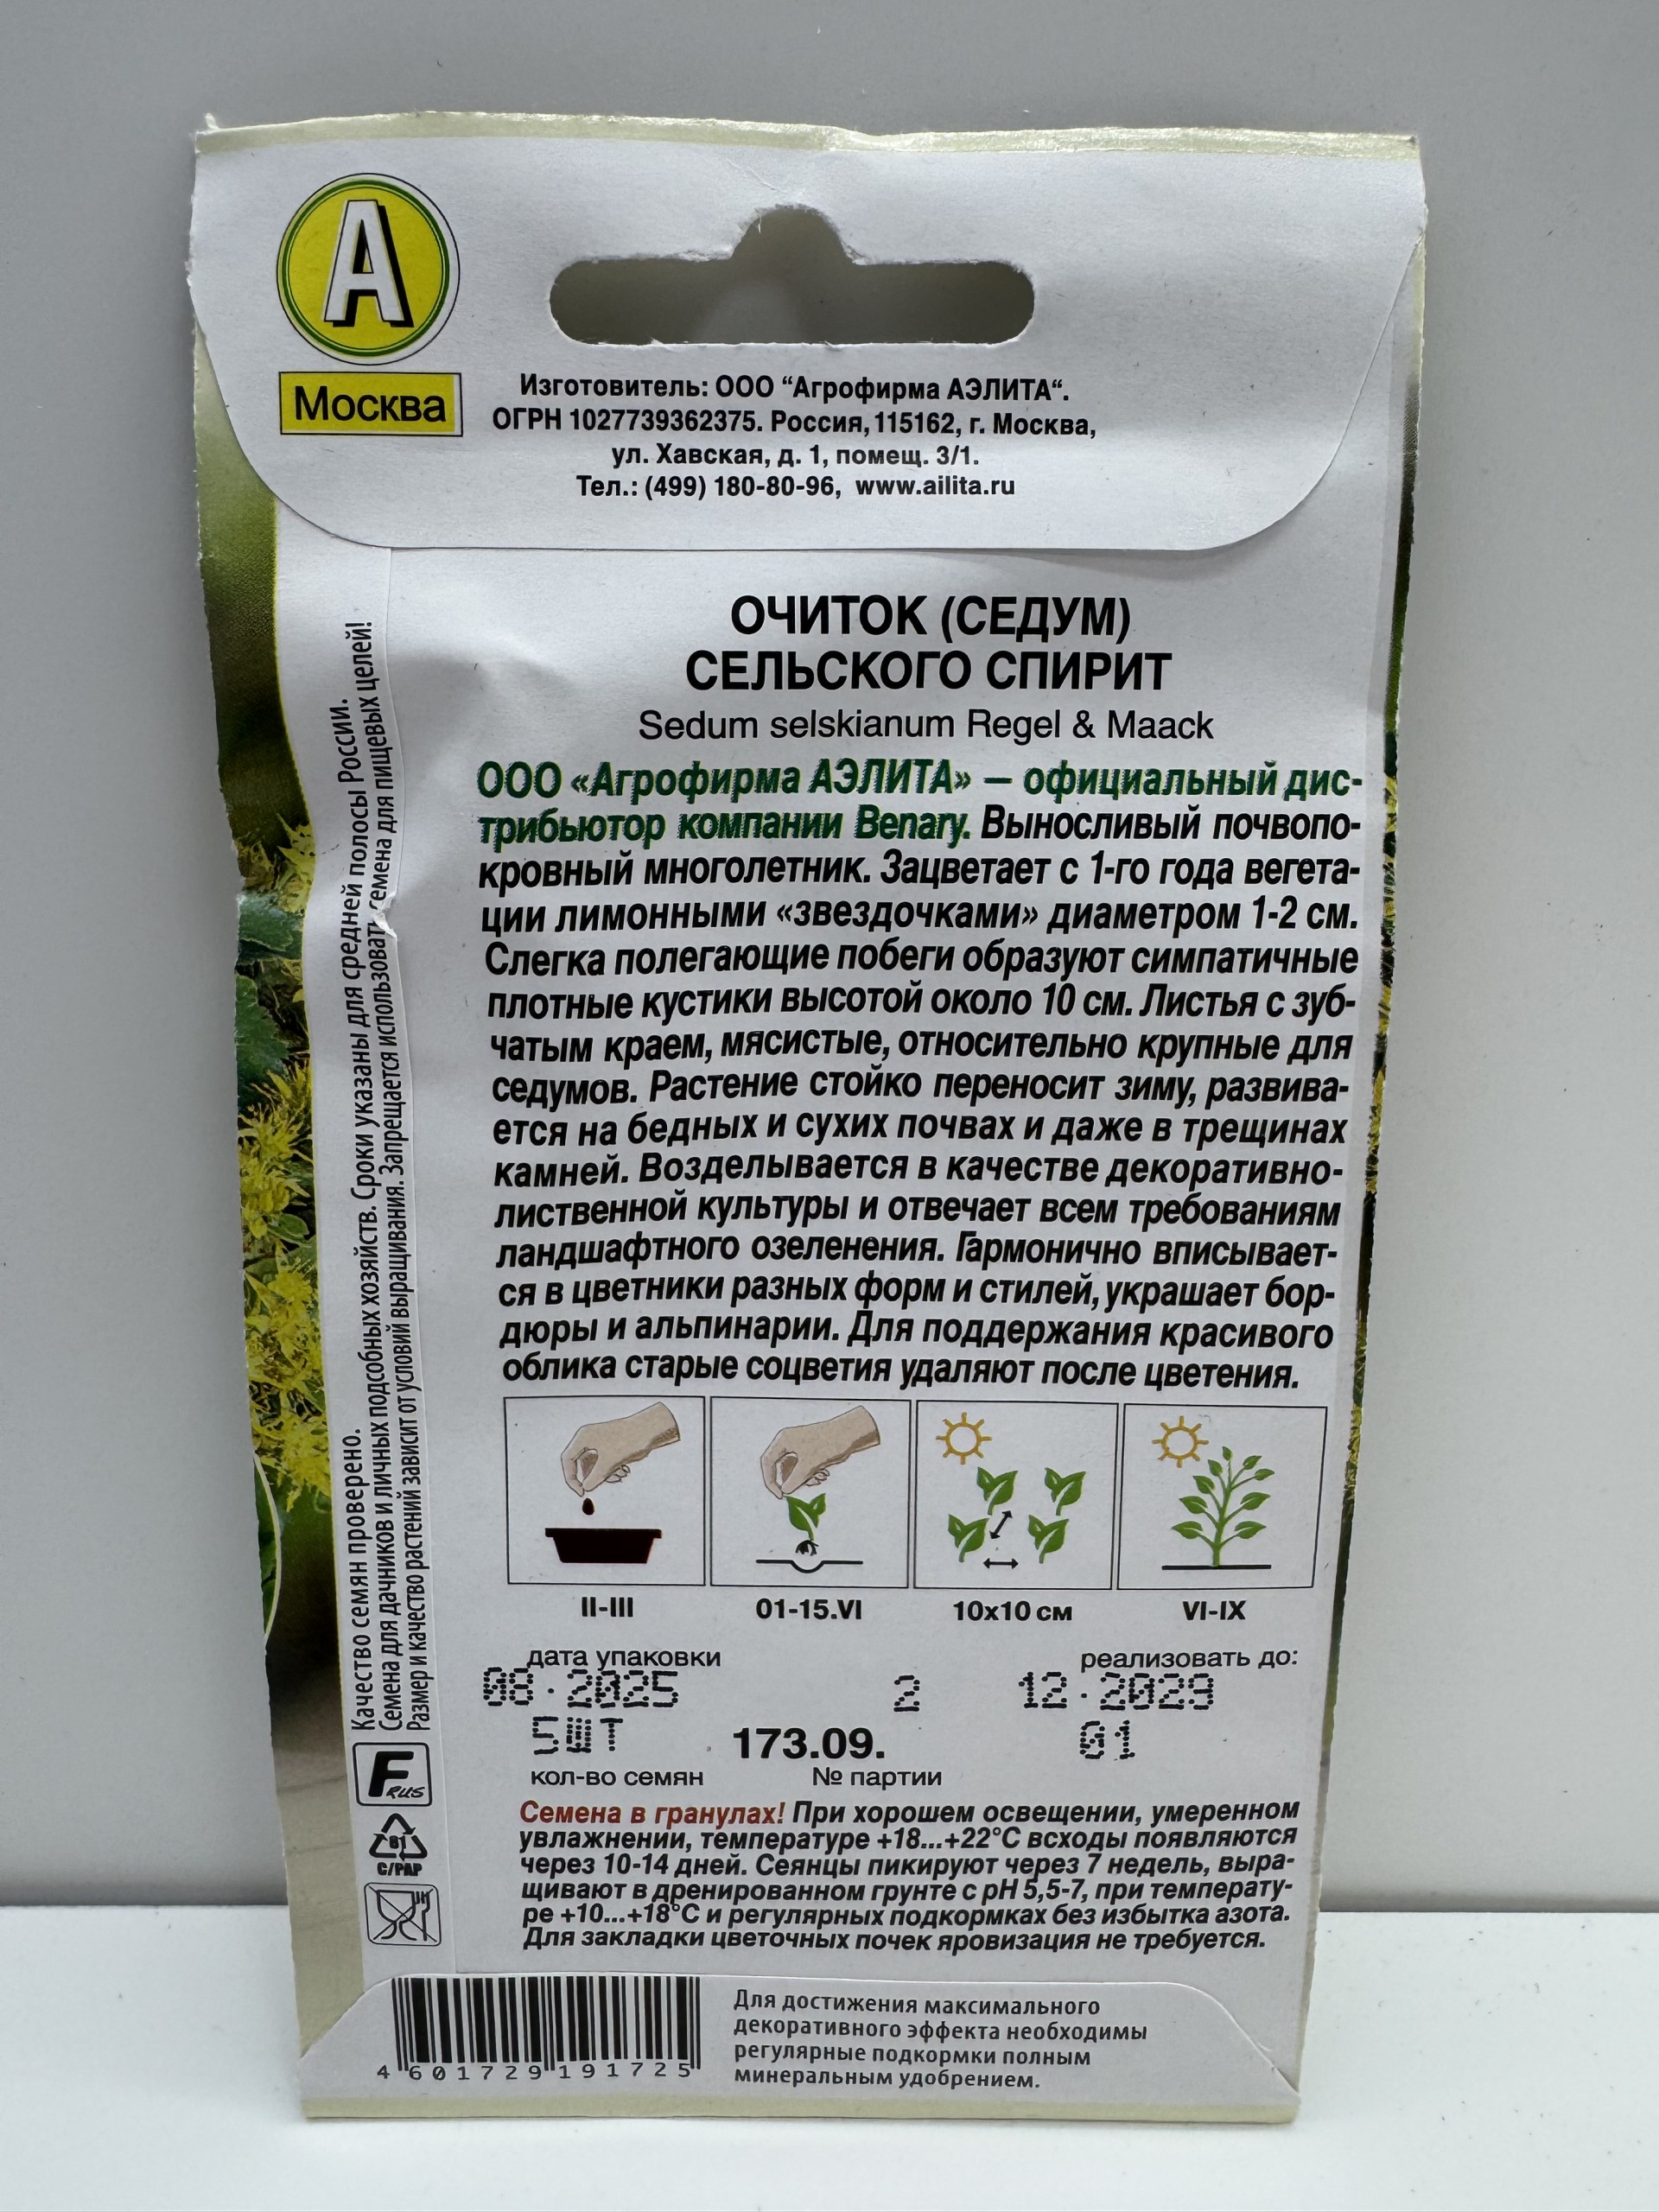 А
Москва
Изготовитель: ООО “Агрофирма АЭЛИТА“.
ОГРН 1027739362375. Россия, 115162, г. Москва,
ул. Хавская, д. 1, помещ. 3/1.
Тел.: (499) 180-80-96, www.ailita.ru
ОЧИТОК (СЕДУМ)
СЕЛЬСКОГО СПИРИТ
Sedum selskianum Regel & Maack
ООО «Агрофирма АЭЛИТА» — официальный дис-
трибьютор компании Benary. Выносливый почвопо-
кровный многолетник. Зацветает с 1-го года вегета-
ции лимонными «звездочками» диаметром 1-2 см.
Слегка полегающие побеги образуют симпатичные
плотные кустики высотой около 10 см. Листья с зуб-
чатым краем, мясистые, относительно крупные для
седумов. Растение стойко переносит зиму, развива-
ется на бедных и сухих почвах и даже в трещинах
камней. Возделывается в качестве декоративно-
лиственной культуры и отвечает всем требованиям
ландшафтного озеленения. Гармонично вписывает-
ся в цветники разных форм и стилей, украшает бор-
дюры и альпинарии. Для поддержания красивого
облика старые соцветия удаляют после цветения.
II-III 01-15.VI 10х10 см VI-IX
дата упаковки реализовать до:
08.2025 2 12.2029
5ШТ 173.09. 01
кол-во семян № партии
Семена в гранулах! При хорошем освещении, умеренном
увлажнении, температуре +18...+22°С всходы появляются
через 10-14 дней. Сеянцы пикируют через 7 недель, выра-
щивают в дренированном грунте с рН 5,5-7, при температу-
ре +10...+18°С и регулярных подкормках без избытка азота.
Для закладки цветочных почек яровизация не требуется.
Качество семян проверено.
Семена для дачников и личных подсобных хозяйств. Сроки указаны для средней полосы России.
Размер и качество растений зависит от условий выращивания. Запрещается использовать семена для пищевых целей!
F RUS
81
C/PAP
4 601729 191725
Для достижения максимального
декоративного эффекта необходимы
регулярные подкормки полным
минеральным удобрением.